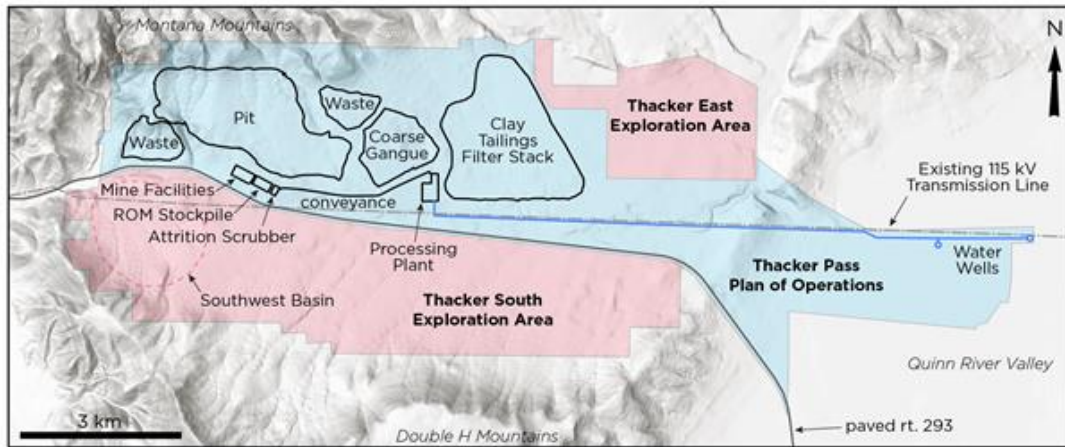 Montana Mountains
N
Waste
Pit
Waste
Coarse
Gangue
Clay
Tailings
Filter Stack
Thacker East
Exploration Area
Mine Facilities
ROM Stockpile
Attrition Scrubber
conveyance
Processing
Plant
Existing 115 kV
Transmission Line
Water
Wells
Southwest Basin
Thacker South
Exploration Area
Thacker Pass
Plan of Operations
Quinn River Valley
3 km
Double H Mountains
paved rt. 293